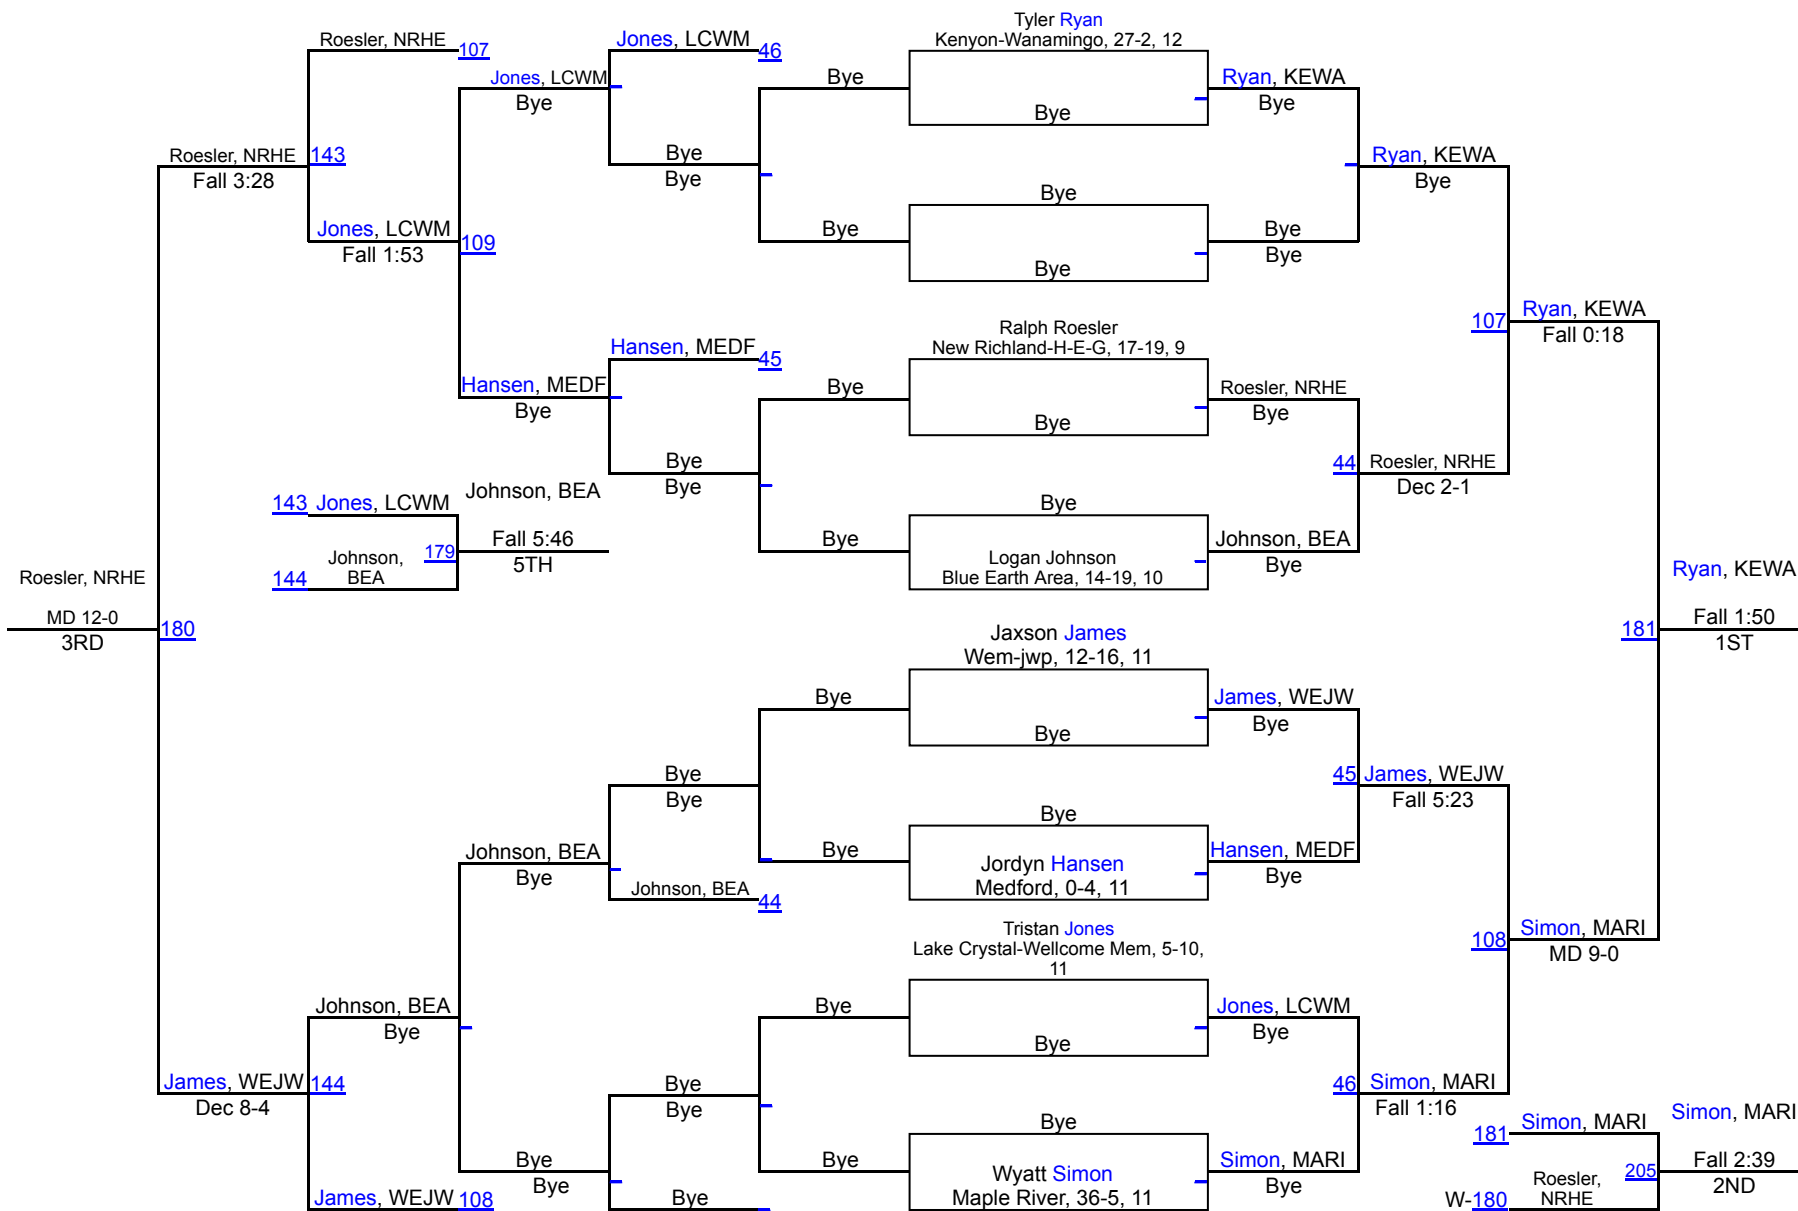 Tyler Ryan
Kenyon-Wanamingo, 27-2, 12
Roesler, NRHE
107
Jones, LCWM
46
Jones, LCWM
Bye
Bye
Bye
Ryan, KEWA
Bye
Roesler, NRHE
143
Fall 3:28
Bye
Bye
Ryan, KEWA
Bye
Bye
Jones, LCWM
109
Fall 1:53
Bye
Bye
Bye
Bye
107
Ryan, KEWA
Fall 0:18
Ralph Roesler
New Richland-H-E-G, 17-19, 9
Hansen, MEDF
45
Hansen, MEDF
Bye
Bye
Bye
Roesler, NRHE
Bye
Bye
Bye
44
Roesler, NRHE
Dec 2-1
143
Jones, LCWM
Johnson, BEA
Bye
Fall 5:46
179
5TH
Johnson,
BEA
144
Bye
Logan Johnson
Blue Earth Area, 14-19, 10
Johnson, BEA
Bye
Roesler, NRHE
MD 12-0
180
3RD
Ryan, KEWA
181
Fall 1:50
1ST
Jaxson James
Wem-jwp, 12-16, 11
Bye
Bye
James, WEJW
Bye
Bye
Bye
45
James, WEJW
Fall 5:23
Johnson, BEA
Bye
Bye
Bye
Jordyn Hansen
Medford, 0-4, 11
Hansen, MEDF
Bye
Johnson, BEA
44
Tristan Jones
Lake Crystal-Wellcome Mem, 5-10,
11
108
Simon, MARI
MD 9-0
Johnson, BEA
Bye
Bye
Bye
Jones, LCWM
Bye
James, WEJW
144
Dec 8-4
Bye
Bye
46
Simon, MARI
Fall 1:16
Bye
Bye
Bye
Bye
Wyatt Simon
Maple River, 36-5, 11
Simon, MARI
Bye
James, WEJW
108
Bye
181
Simon, MARI
Simon, MARI
Fall 2:39
205
2ND
Roesler,
NRHE
W-180